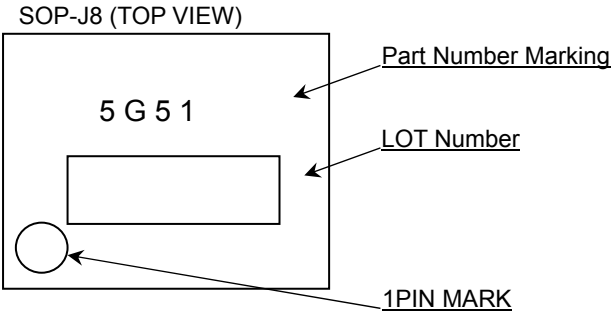 SOP-J8 (TOP VIEW)
Part Number Marking
5 G 5 1
LOT Number
1PIN MARK